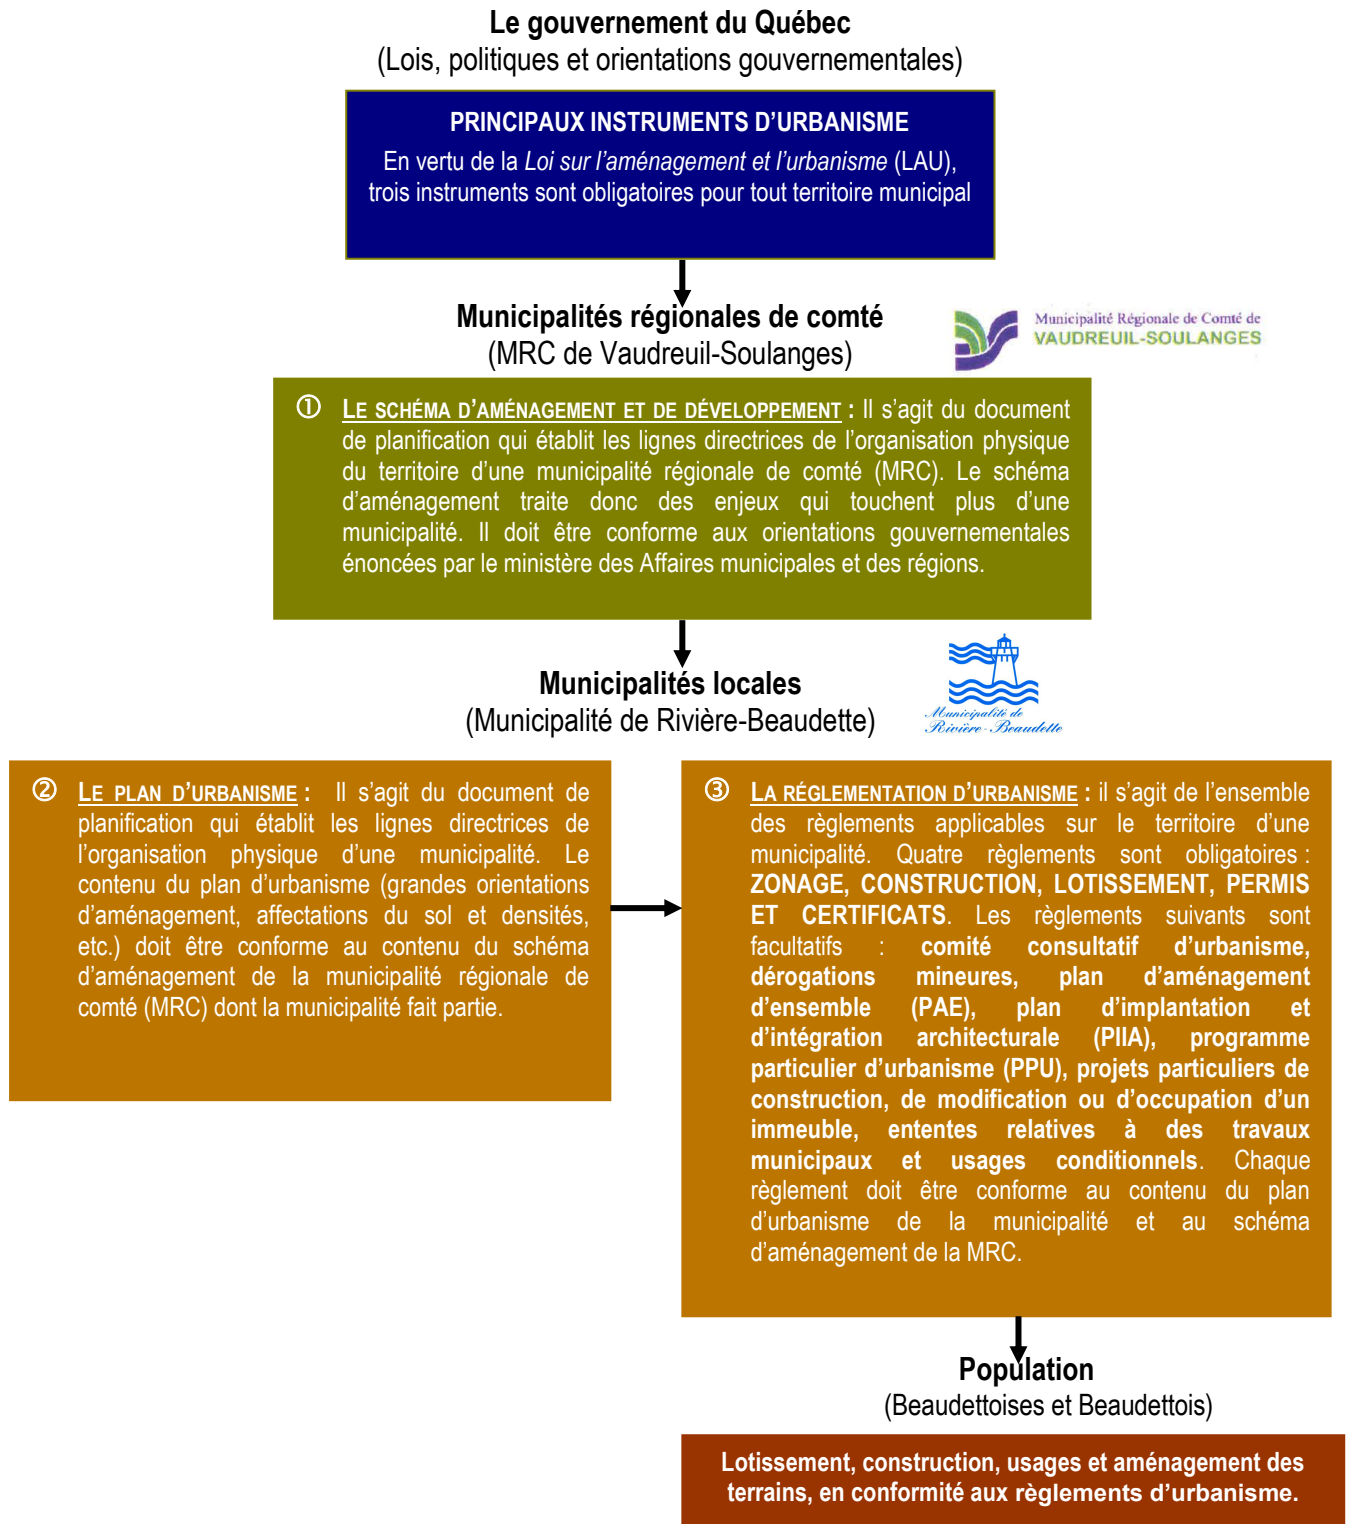 Le gouvernement du Québec
(Lois, politiques et orientations gouvernementales)
PRINCIPAUX INSTRUMENTS D’URBANISME
En vertu de la Loi sur l’aménagement et l’urbanisme (LAU),
trois instruments sont obligatoires pour tout territoire municipal
Municipalités régionales de comté
(MRC de Vaudreuil-Soulanges)
Municipalité Régionale de Comté de
VAUDREUIL-SOULANGES
① LE SCHÉMA D’AMÉNAGEMENT ET DE DÉVELOPPEMENT : Il s’agit du document
de planification qui établit les lignes directrices de l’organisation physique
du territoire d’une municipalité régionale de comté (MRC). Le schéma
d’aménagement traite donc des enjeux qui touchent plus d’une
municipalité. Il doit être conforme aux orientations gouvernementales
énoncées par le ministère des Affaires municipales et des régions.
Municipalités locales
(Municipalité de Rivière-Beaudette)
Municipalité de
Rivière-Beaudette
② LE PLAN D’URBANISME : Il s’agit du document de
planification qui établit les lignes directrices de
l’organisation physique d’une municipalité. Le
contenu du plan d’urbanisme (grandes orientations
d’aménagement, affectations du sol et densités,
etc.) doit être conforme au contenu du schéma
d’aménagement de la municipalité régionale de
comté (MRC) dont la municipalité fait partie.
③ LA RÉGLEMENTATION D’URBANISME : il s’agit de l’ensemble
des règlements applicables sur le territoire d’une
municipalité. Quatre règlements sont obligatoires :
ZONAGE, CONSTRUCTION, LOTISSEMENT, PERMIS
ET CERTIFICATS. Les règlements suivants sont
facultatifs : comité consultatif d’urbanisme,
dérogations mineures, plan d’aménagement
d’ensemble (PAE), plan d’implantation et
d’intégration architecturale (PIIA), programme
particulier d’urbanisme (PPU), projets particuliers de
construction, de modification ou d’occupation d’un
immeuble, ententes relatives à des travaux
municipaux et usages conditionnels. Chaque
règlement doit être conforme au contenu du plan
d’urbanisme de la municipalité et au schéma
d’aménagement de la MRC.
Population
(Beaudettoises et Beaudettois)
Lotissement, construction, usages et aménagement des
terrains, en conformité aux règlements d’urbanisme.